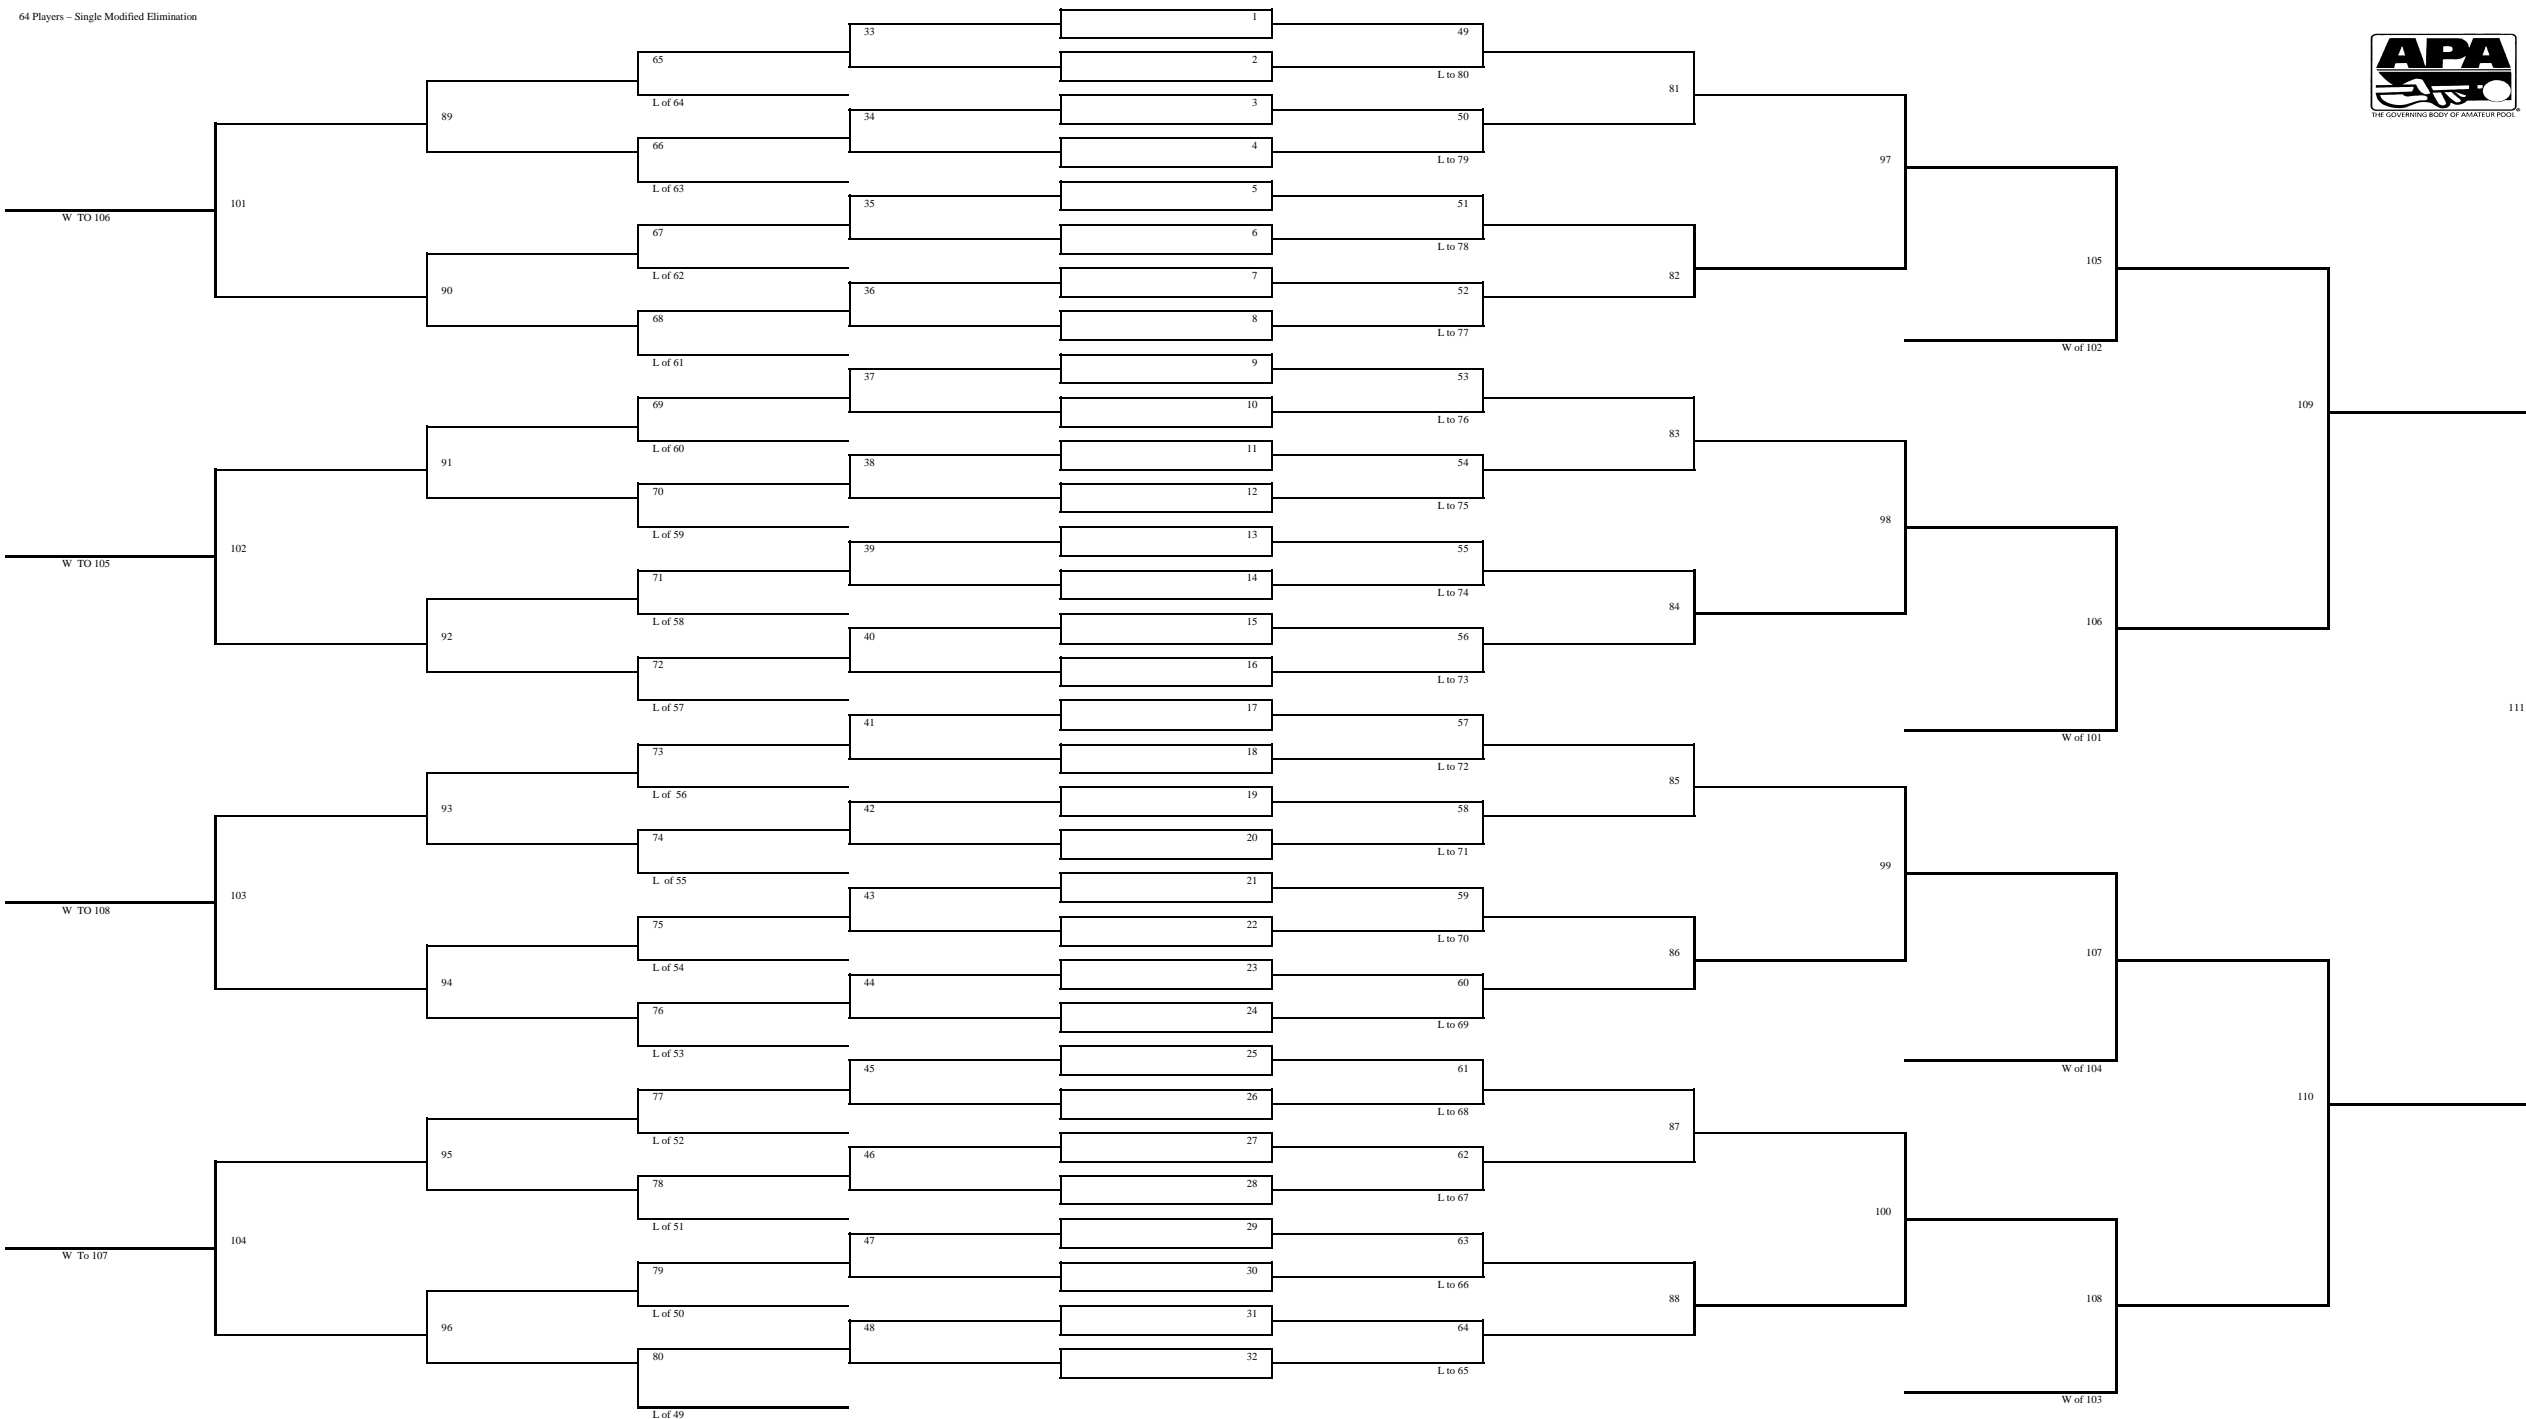 64 Players – Single Modified Elimination
1
33
49
65
2
L to 80
81
L of 64
3
89
34
50
66
4
L to 79
97
L of 63
5
101
35
51
W TO 106
67
6
L to 78
105
L of 62
7
82
90
36
52
68
8
L to 77
W of 102
L of 61
9
37
53
69
10
109
L to 76
83
L of 60
11
91
38
54
70
12
L to 75
98
L of 59
13
102
39
55
W TO 105
71
14
L to 74
84
L of 58
15
106
92
40
56
72
16
L to 73
L of 57
17
111
41
57
W of 101
73
18
L to 72
85
L of 56
19
93
42
58
74
20
L to 71
99
L of 55
21
103
43
59
W TO 108
75
22
L to 70
86
107
L of 54
23
94
44
60
76
24
L to 69
L of 53
25
45
61
W of 104
77
26
110
L to 68
87
L of 52
27
95
46
62
78
28
L to 67
100
L of 51
29
104
47
63
W To 107
79
30
L to 66
88
108
L of 50
31
96
48
64
80
32
L to 65
W of 103
L of 49
APA
THE GOVERNING BODY OF AMATEUR POOL